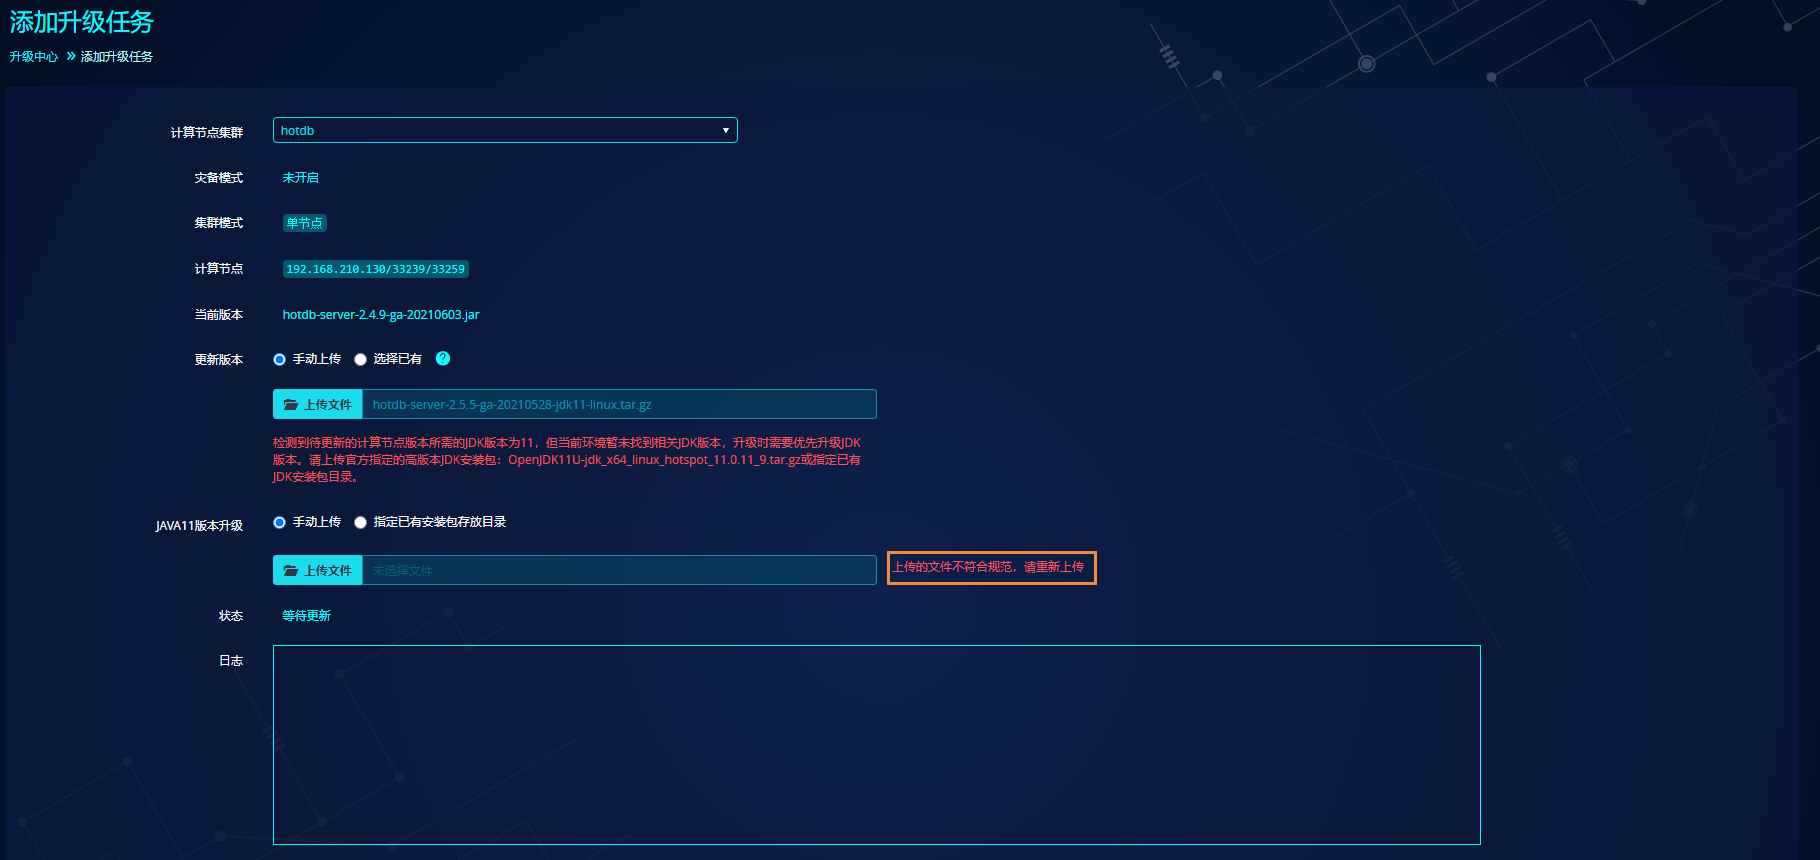 添加升级任务
升级中心 » 添加升级任务
计算节点集群 hotdb
灾备模式 未开启
集群模式 单节点
计算节点 192.168.210.130/33239/33259
当前版本 hotdb-server-2.4.9-ga-20210603.jar
更新版本 手动上传 选择已有 ?
上传文件 hotdb-server-2.5.5-ga-20210528-jdk11-linux.tar.gz
检测到待更新的计算节点版本所需的JDK版本为11，但当前环境暂未找到相关JDK版本，升级时需要优先升级JDK
版本。请上传官方指定的高版本JDK安装包：OpenJDK11U-jdk_x64_linux_hotspot_11.0.11_9.tar.gz或指定已有
JDK安装包目录。
JAVA11版本升级 手动上传 指定已有安装包存放目录
上传文件 未选择文件 上传的文件不符合规范，请重新上传
状态 等待更新
日志